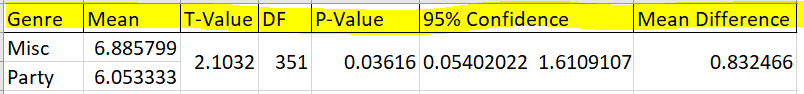 Genre Mean T-Value DF P-Value 95% Confidence Mean Difference
Misc 6.885799
2.1032 351 0.03616 0.05402022 1.6109107 0.832466
Party 6.053333